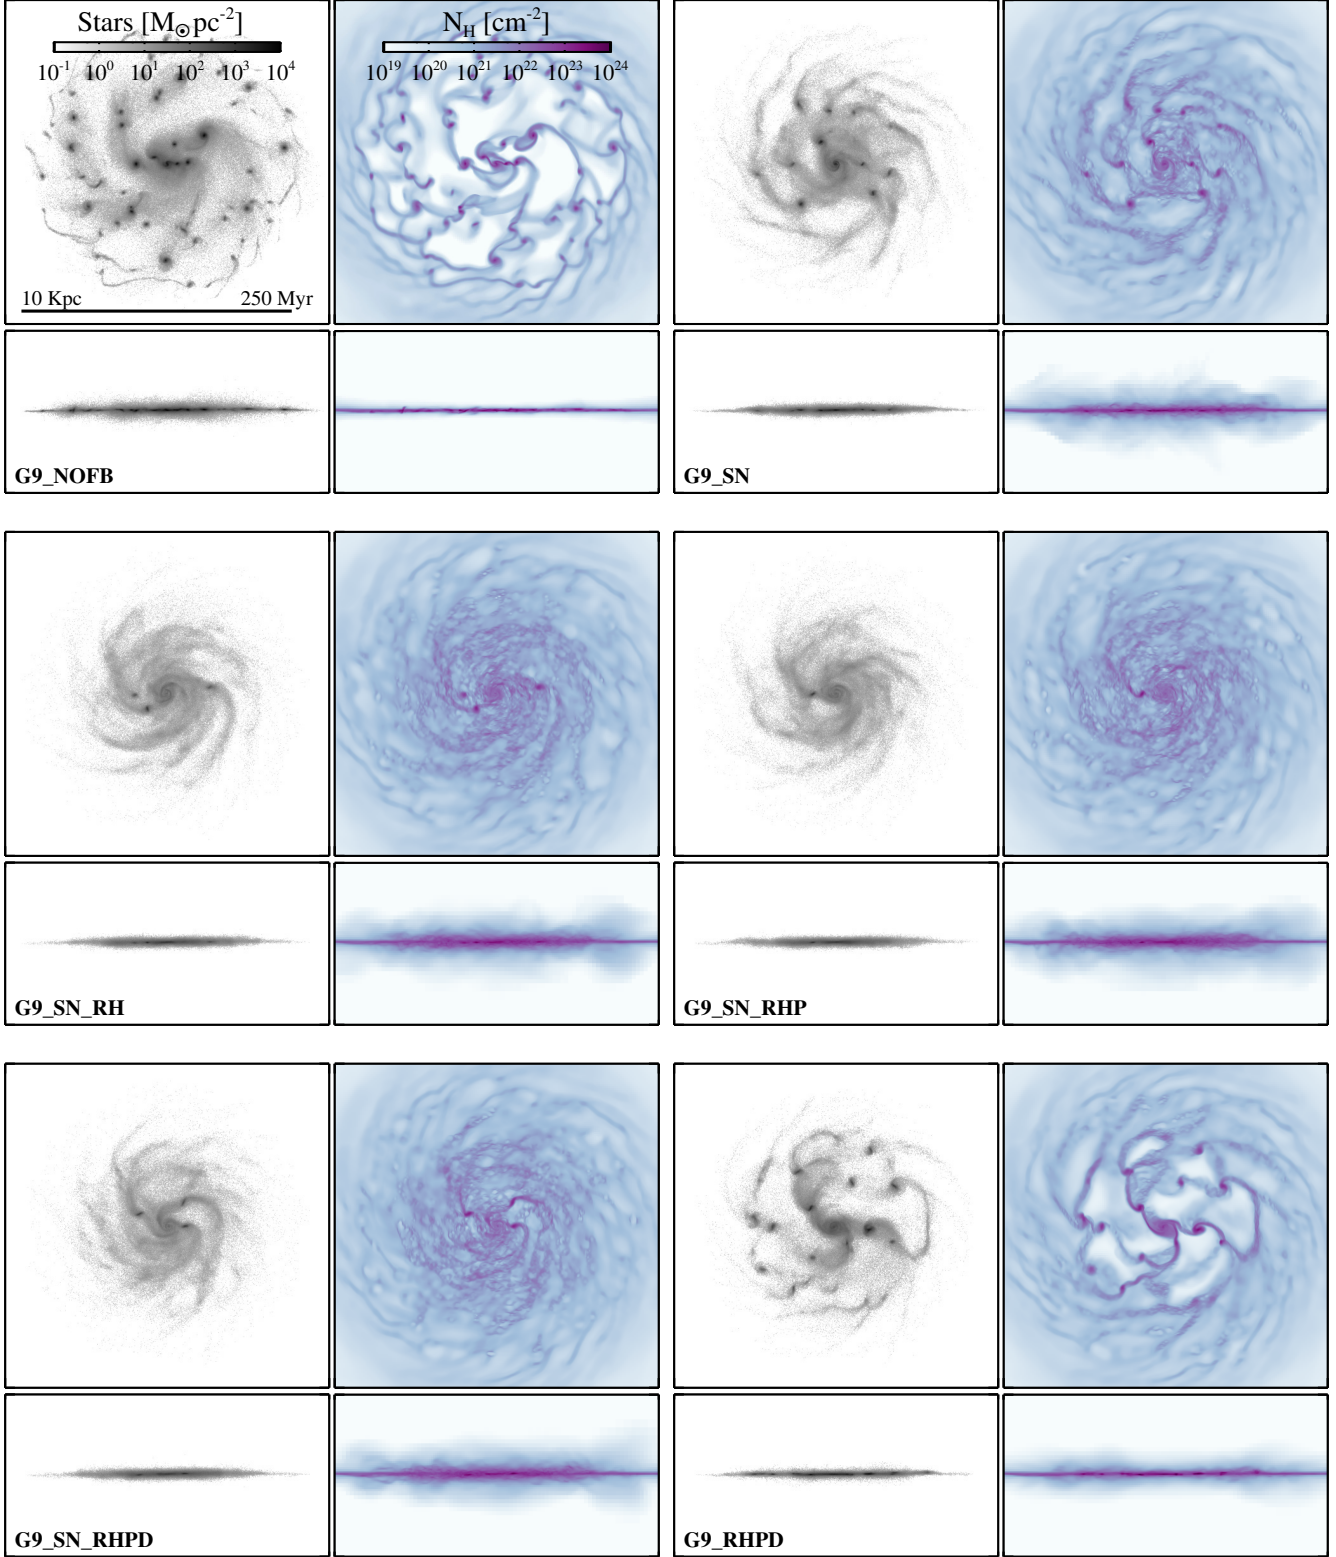 Stars [M☉pc⁻²]
10⁻¹ 10⁰ 10¹ 10² 10³ 10⁴
N_H [cm⁻²]
10¹⁹ 10²⁰ 10²¹ 10²² 10²³ 10²⁴
10 Kpc 250 Myr
G9_NOFB
G9_SN
G9_SN_RH
G9_SN_RHP
G9_SN_RHPD
G9_RHPD